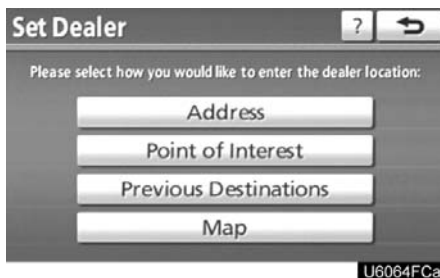 Set Dealer ?
Please select how you would like to enter the dealer location:
Address
Point of Interest
Previous Destinations
Map
U6064FCa